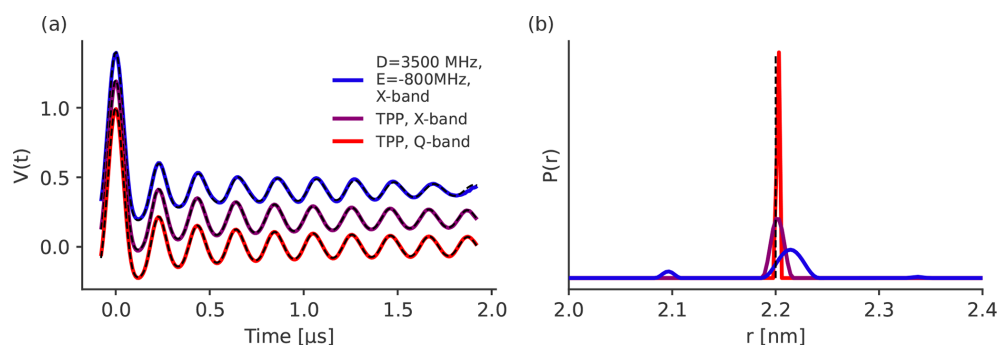 (a)
V(t)
1.0
0.5
0.0
D=3500 MHz,
E=-800MHz,
X-band
TPP, X-band
TPP, Q-band
0.0 0.5 1.0 1.5 2.0
Time [μs]
(b)
P(r)
2.0 2.1 2.2 2.3 2.4
r [nm]